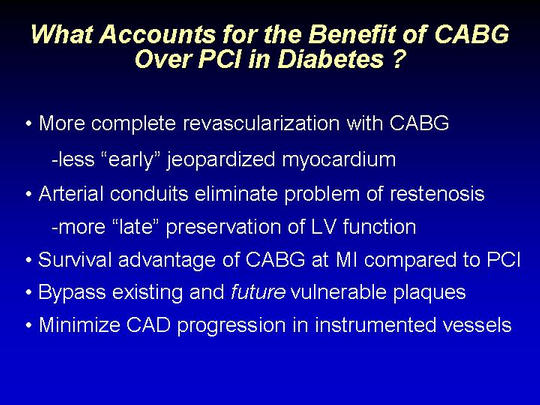 What Accounts for the Benefit of CABG
Over PCI in Diabetes ?
• More complete revascularization with CABG
-less “early” jeopardized myocardium
• Arterial conduits eliminate problem of restenosis
-more “late” preservation of LV function
• Survival advantage of CABG at MI compared to PCI
• Bypass existing and future vulnerable plaques
• Minimize CAD progression in instrumented vessels